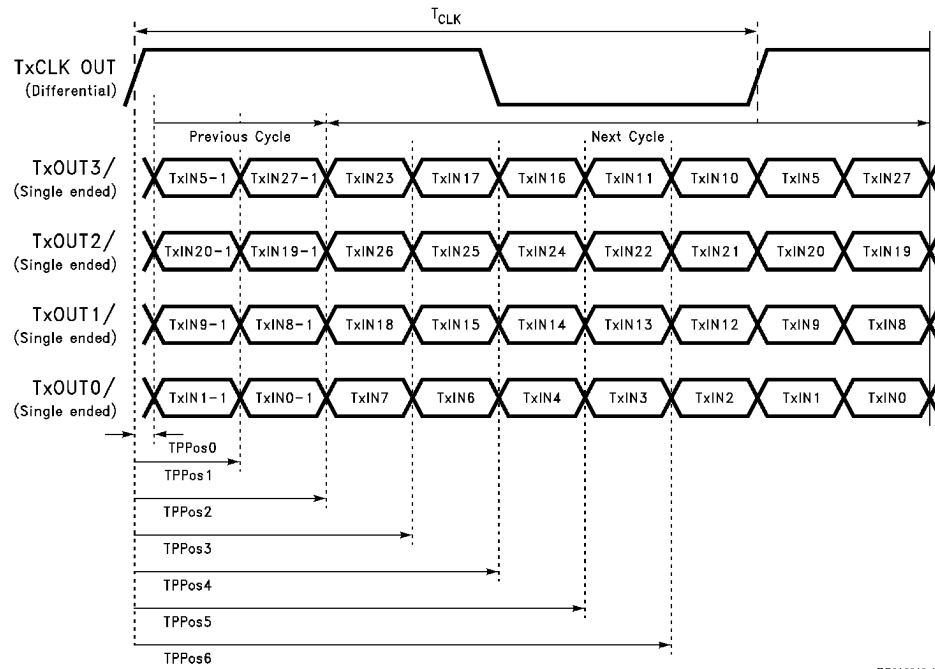 TCLK
TxCLK OUT
(Differential)
Previous Cycle
Next Cycle
TxOUT3/
(Single ended)
TxIN5-1 TxIN27-1 TxIN23 TxIN17 TxIN16 TxIN11 TxIN10 TxIN5 TxIN27
TxOUT2/
(Single ended)
TxIN20-1 TxIN19-1 TxIN26 TxIN25 TxIN24 TxIN22 TxIN21 TxIN20 TxIN19
TxOUT1/
(Single ended)
TxIN9-1 TxIN8-1 TxIN18 TxIN15 TxIN14 TxIN13 TxIN12 TxIN9 TxIN8
TxOUT0/
(Single ended)
TxIN1-1 TxIN0-1 TxIN7 TxIN6 TxIN4 TxIN3 TxIN2 TxIN1 TxIN0
TPPos0
TPPos1
TPPos2
TPPos3
TPPos4
TPPos5
TPPos6